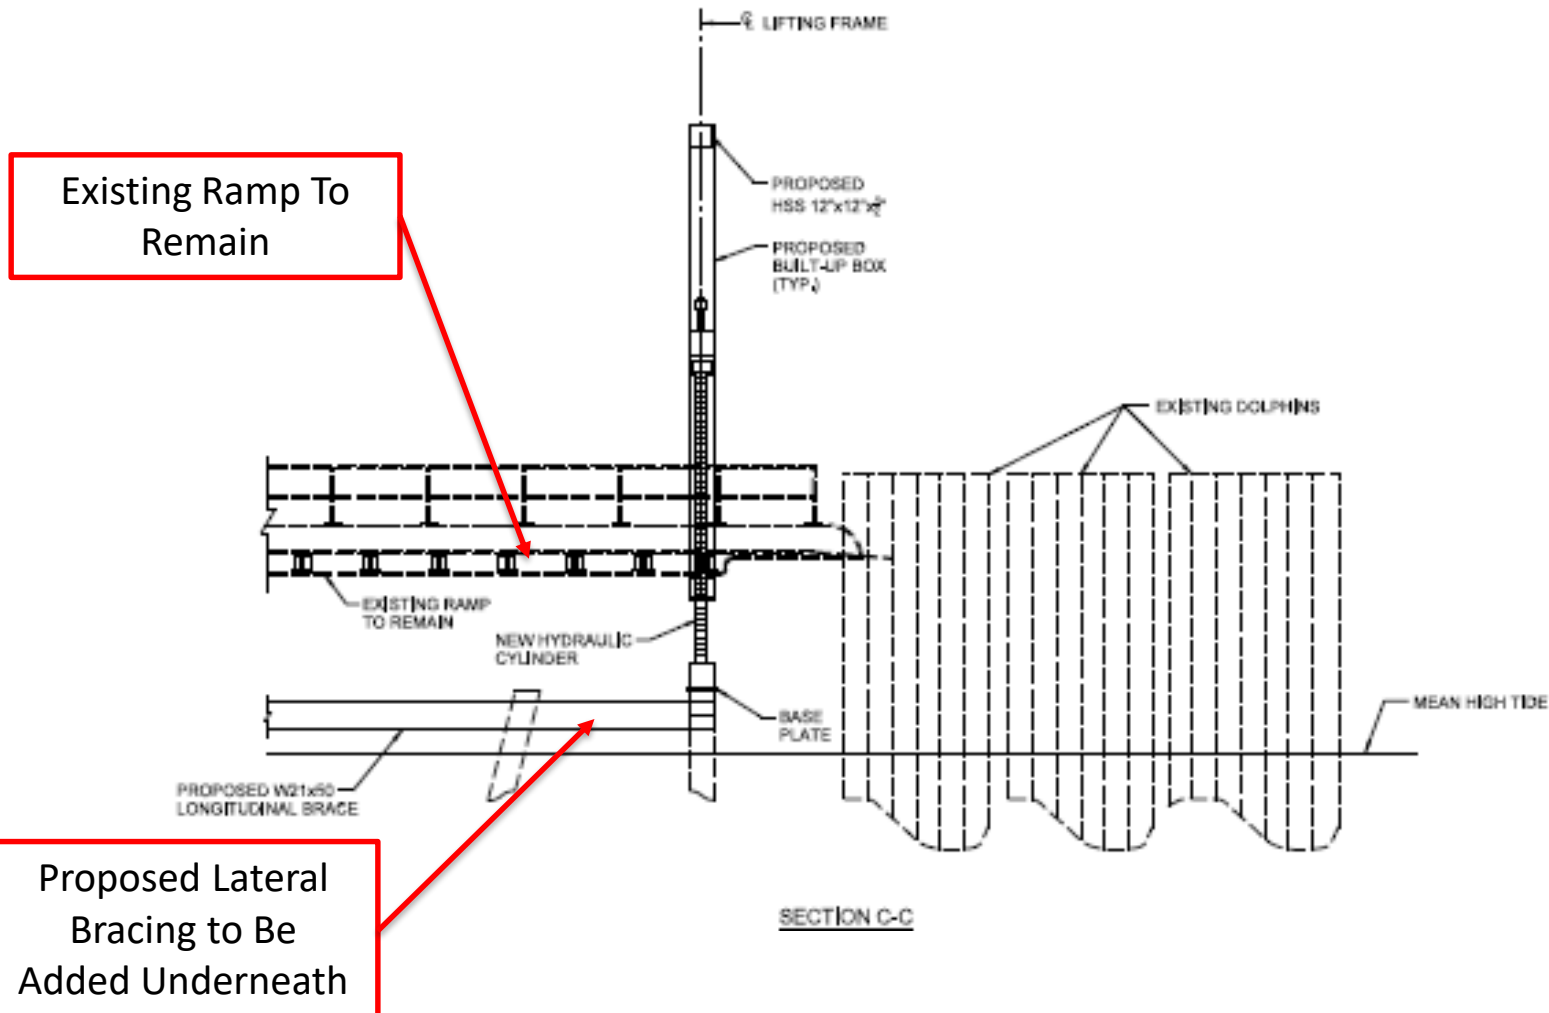 ℄ LIFTING FRAME
Existing Ramp To
Remain
PROPOSED
HSS 12"x12"x
PROPOSED
BUILT-UP BOX
(TYP.)
EXISTING DOLPHINS
EXISTING RAMP
TO REMAIN
NEW HYDRAULIC
CYLINDER
MEAN HIGH TIDE
BASE
PLATE
PROPOSED W21x50
LONGITUDINAL BRACE
Proposed Lateral
Bracing to Be
Added Underneath
SECTION C-C